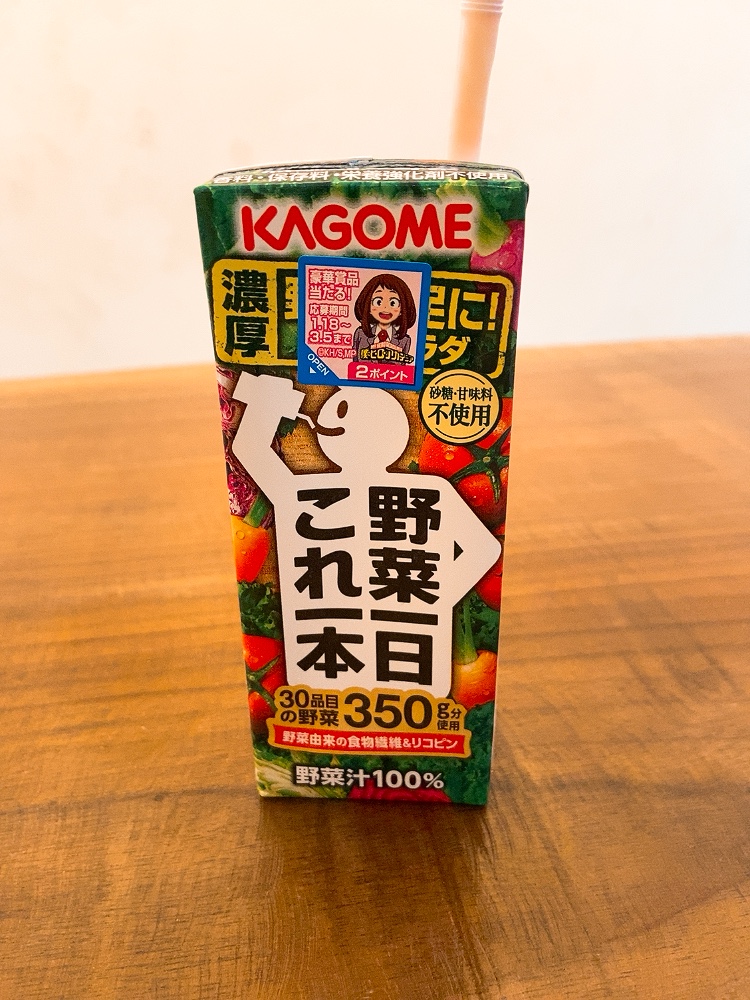 香料・保存料・栄養強化剤不使用
KAGOME
濃厚
豪華賞品
当たる!
応募期間
1.18～
3.5まで
©KH/S,MP
OPEN
2ポイント
足に!
ラダ
砂糖・甘味料
不使用
野菜一日
これ一本
30品目
の野菜
350g分
使用
野菜由来の食物繊維&リコピン
野菜汁100%